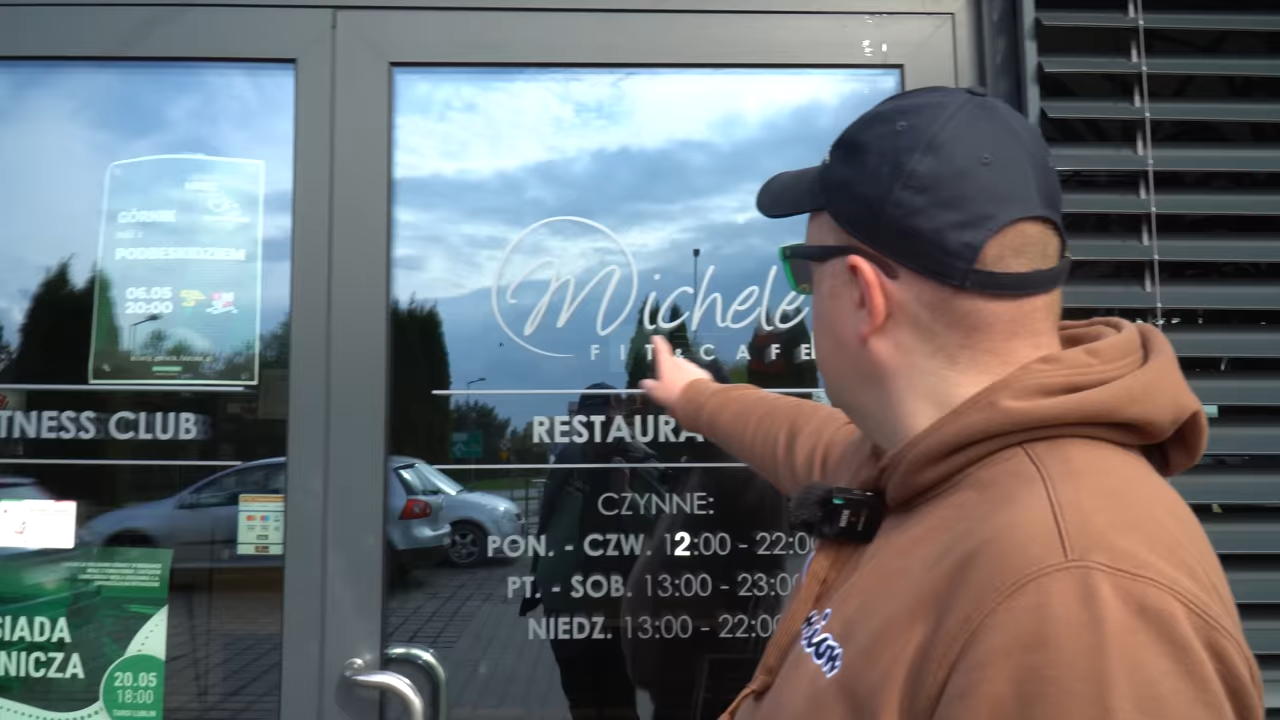 GÓRNIK
PODBESKIDZIEM
06.05
20:00
TNESS CLUB
SIADA
NICZA
20.05
18:00
Michele
FIT & CAFE
RESTAURA
CZYNNE:
PON. - CZW. 12:00 - 22:00
PT. - SOB. 13:00 - 23:00
NIEDZ. 13:00 - 22:00